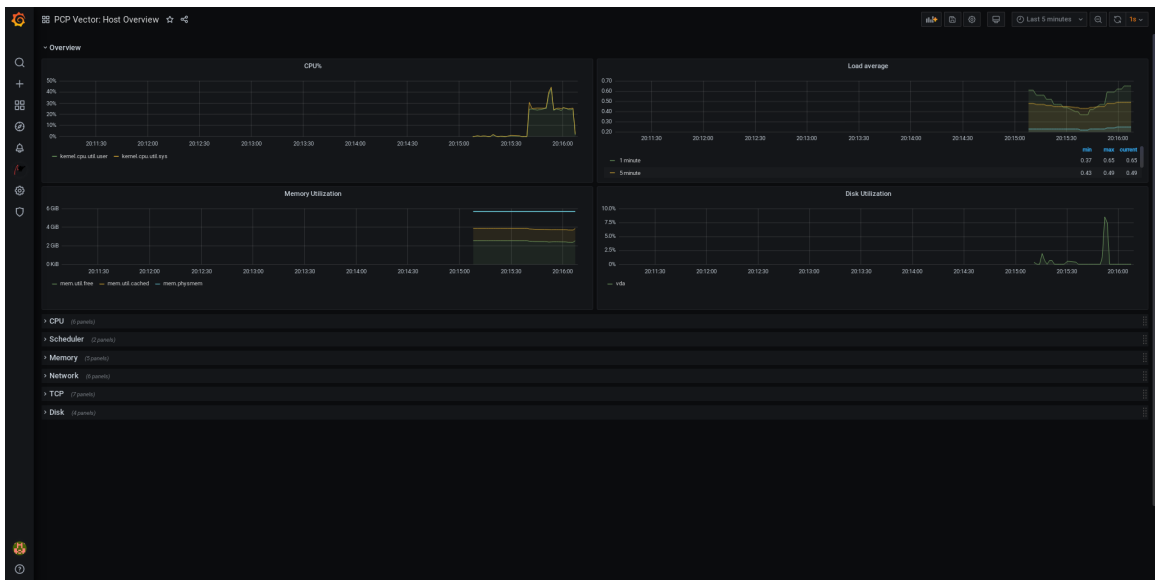 PCP Vector: Host Overview
Last 5 minutes
1s
Overview
CPU%
50%
40%
30%
20%
10%
0%
20:11:30 20:12:00 20:12:30 20:13:00 20:13:30 20:14:00 20:14:30 20:15:00 20:15:30 20:16:00
kernel.cpu.util.user kernel.cpu.util.sys
Load average
0.70
0.60
0.50
0.40
0.30
0.20
20:11:30 20:12:00 20:12:30 20:13:00 20:13:30 20:14:00 20:14:30 20:15:00 20:15:30 20:16:00
min max current
1 minute 0.37 0.65 0.65
5 minute 0.43 0.49 0.49
Memory Utilization
6 GiB
4 GiB
2 GiB
0 KiB
20:11:30 20:12:00 20:12:30 20:13:00 20:13:30 20:14:00 20:14:30 20:15:00 20:15:30 20:16:00
mem.util.free mem.util.cached mem.physmem
Disk Utilization
10.0%
7.5%
5.0%
2.5%
0%
20:11:30 20:12:00 20:12:30 20:13:00 20:13:30 20:14:00 20:14:30 20:15:00 20:15:30 20:16:00
vda
CPU (6 panels)
Scheduler (2 panels)
Memory (5 panels)
Network (6 panels)
TCP (7 panels)
Disk (4 panels)